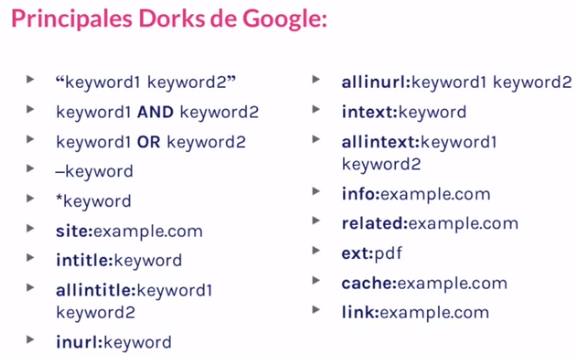 Principales Dorks de Google:
“keyword1 keyword2”
keyword1 AND keyword2
keyword1 OR keyword2
–keyword
*keyword
site:example.com
intitle:keyword
allintitle:keyword1
keyword2
inurl:keyword
allinurl:keyword1 keyword2
intext:keyword
allintext:keyword1
keyword2
info:example.com
related:example.com
ext:pdf
cache:example.com
link:example.com